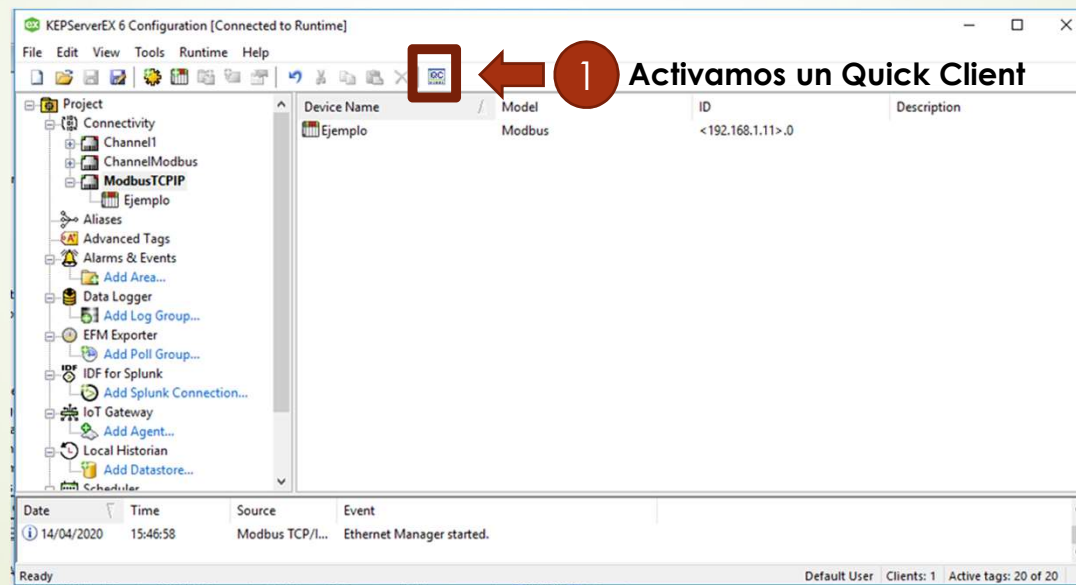 KEPServerEX 6 Configuration [Connected to Runtime]
File Edit View Tools Runtime Help
QC
1 Activamos un Quick Client
Project
Connectivity
Channel1
ChannelModbus
ModbusTCPIP
Ejemplo
Aliases
Advanced Tags
Alarms & Events
Add Area...
Data Logger
Add Log Group...
EFM Exporter
Add Poll Group...
IDF for Splunk
Add Splunk Connection...
IoT Gateway
Add Agent...
Local Historian
Add Datastore...
Scheduler
Device Name / Model ID Description
Ejemplo Modbus <192.168.1.11>.0
Date Time Source Event
14/04/2020 15:46:58 Modbus TCP/I... Ethernet Manager started.
Ready Default User Clients: 1 Active tags: 20 of 20